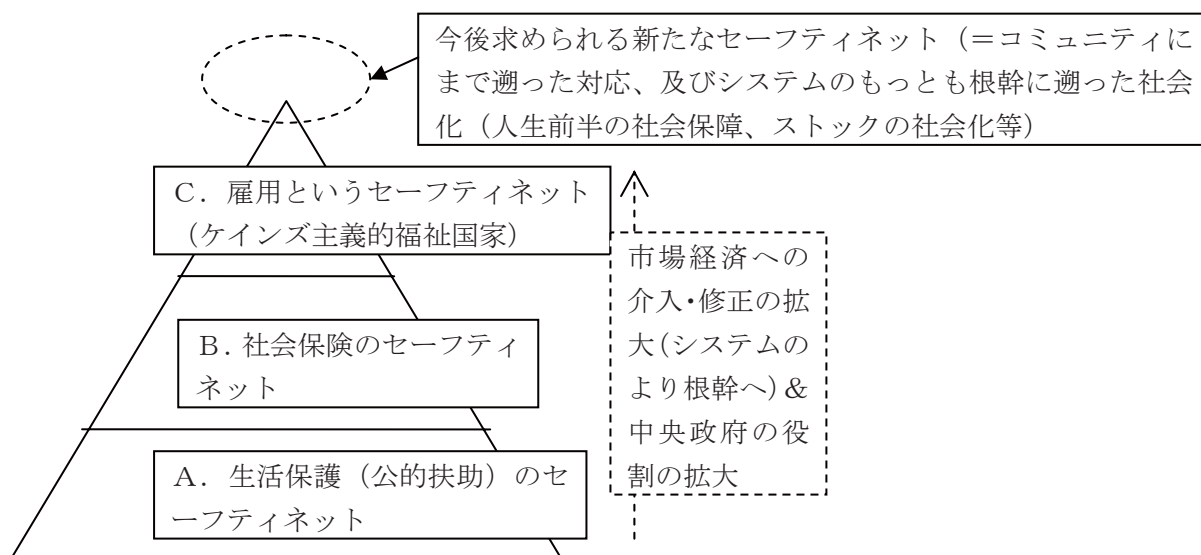 今後求められる新たなセーフティネット(=コミュニティに
まで遡った対応、及びシステムのもっとも根幹に遡った社会
化(人生前半の社会保障、ストックの社会化等)
C. 雇用というセーフティネット
(ケインズ主義的福祉国家)
市場経済への
介入・修正の拡
大(システムの
より根幹へ)&
中央政府の役
割の拡大
B. 社会保険のセーフティ
ネット
A. 生活保護(公的扶助)のセ
ーフティネット